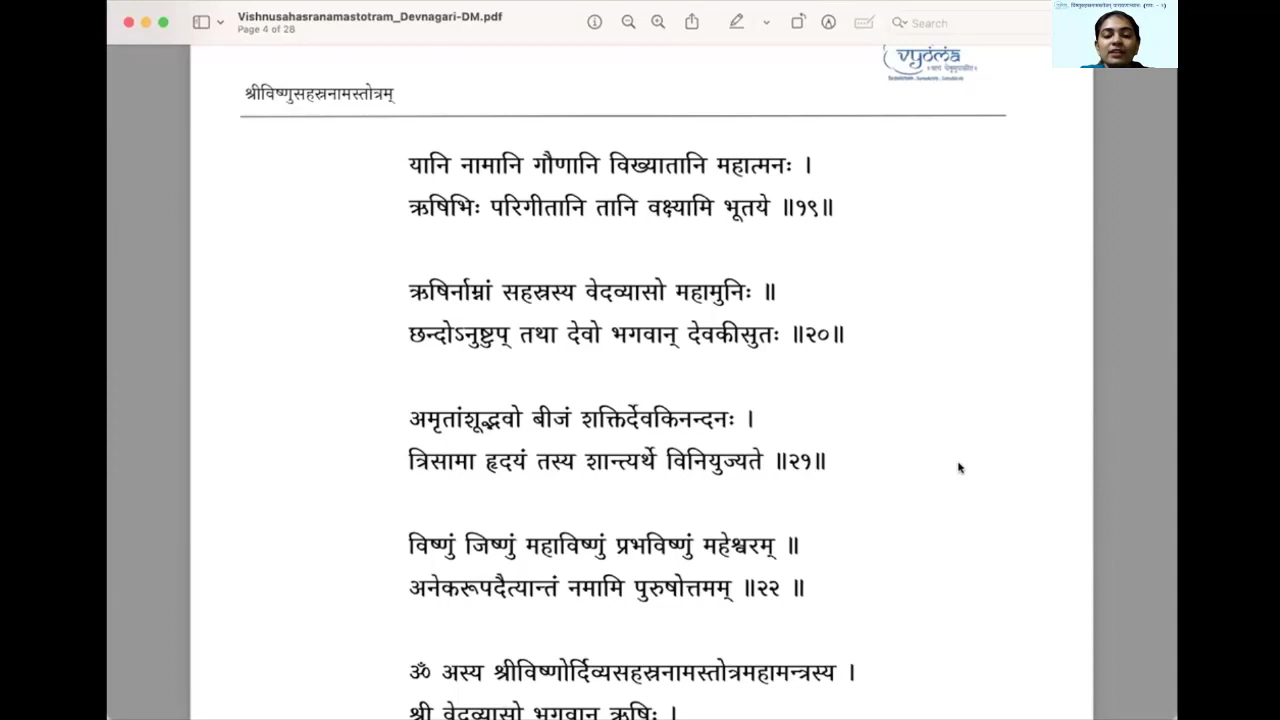 Vishnusahasranamastotram_Devnagari-DM.pdf
Page 4 of 28
Search
vyoma
श्रीविष्णुसहस्रनामस्तोत्रम्
यानि नामानि गौणानि विख्यातानि महात्मनः ।
ऋषिभिः परिगीतानि तानि वक्ष्यामि भूतये ॥१९॥
ऋषिर्नाम्नां सहस्रस्य वेदव्यासो महामुनिः ॥
छन्दोऽनुष्टुप् तथा देवो भगवान् देवकीसुतः ॥२०॥
अमृतांशूद्भवो बीजं शक्तिर्देवकिनन्दनः ।
त्रिसामा हृदयं तस्य शान्त्यर्थे विनियुज्यते ॥२१॥
विष्णुं जिष्णुं महाविष्णुं प्रभविष्णुं महेश्वरम् ॥
अनेकरूपदैत्यान्तं नमामि पुरुषोत्तमम् ॥२२ ॥
ॐ अस्य श्रीविष्णोर्दिव्यसहस्रनामस्तोत्रमहामन्त्रस्य ।
श्री वेदव्यासो भगवान् ऋषिः ।